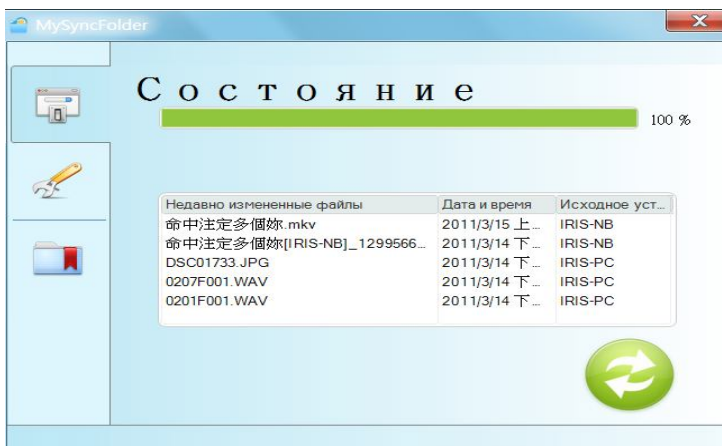 MySyncFolder
Состояние
100 %
Недавно измененные файлы Дата и время Исходное уст...
命中注定多個妳.mkv 2011/3/15 上... IRIS-NB
命中注定多個妳[IRIS-NB]_1299566... 2011/3/14 下... IRIS-NB
DSC01733.JPG 2011/3/14 下... IRIS-PC
0207F001.WAV 2011/3/14 下... IRIS-PC
0201F001.WAV 2011/3/14 下... IRIS-PC